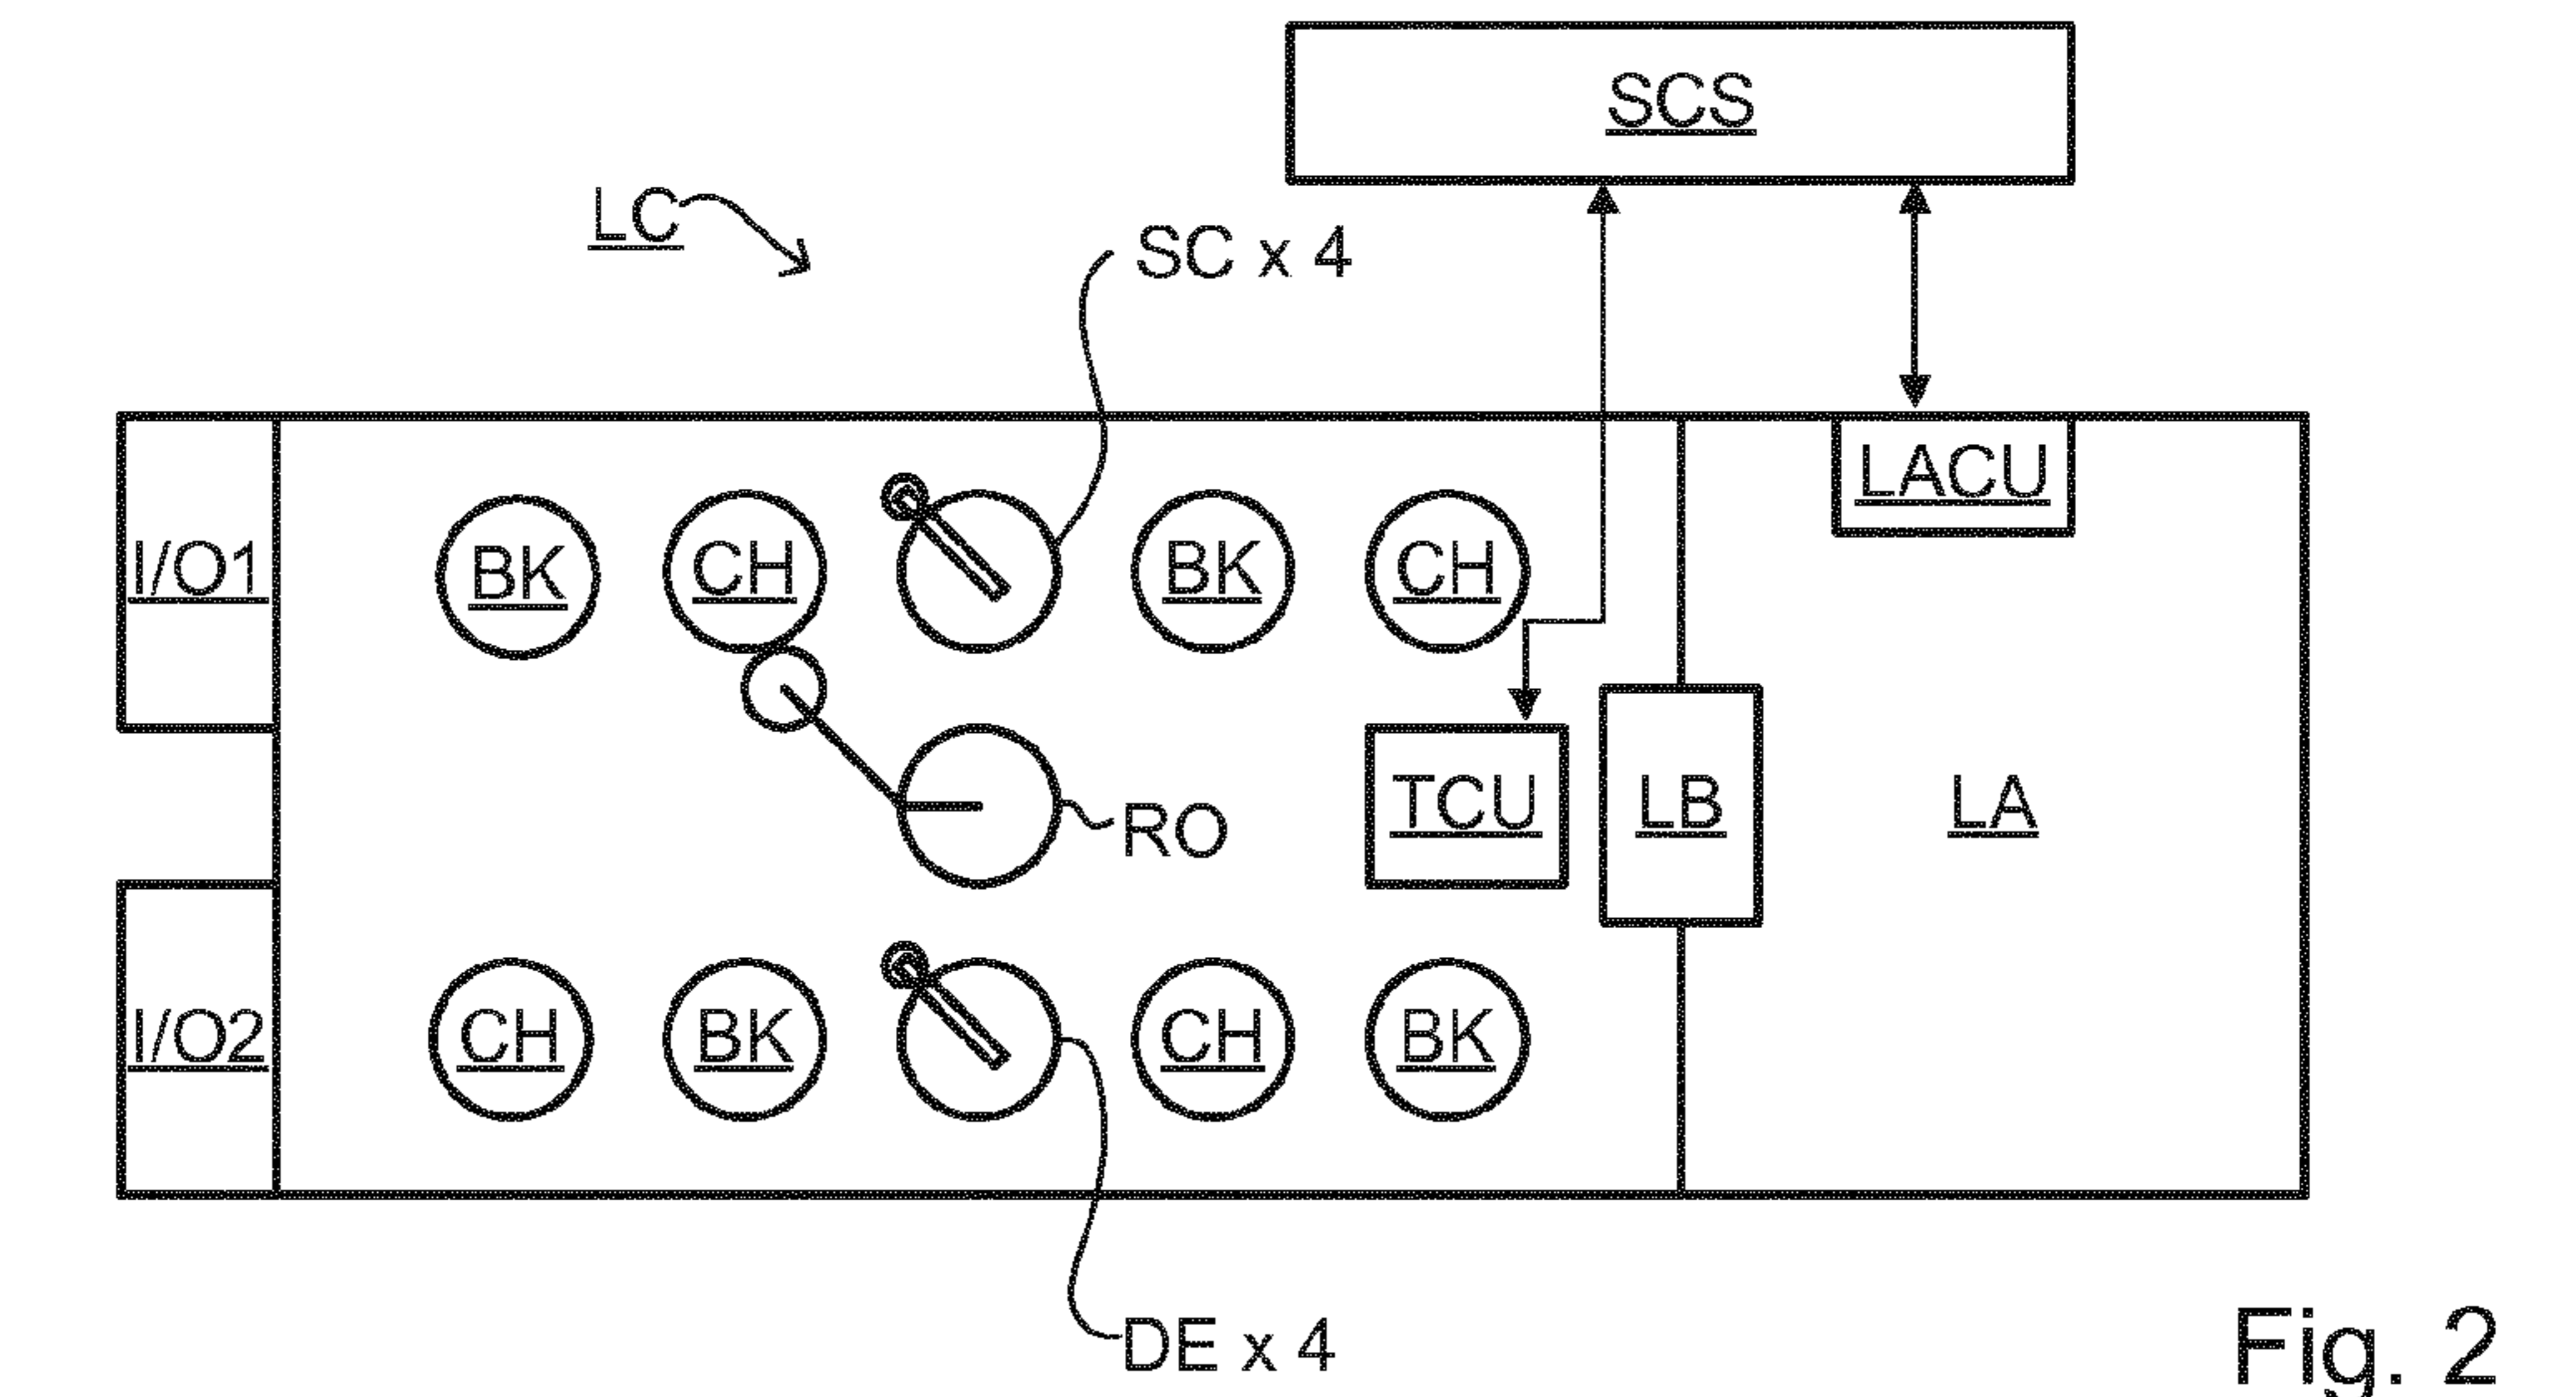 SCS
LC
SC x 4
LACU
I/O1
BK
CH
BK
CH
RO
TCU
LB
LA
I/O2
CH
BK
CH
BK
DE x 4
Fig. 2